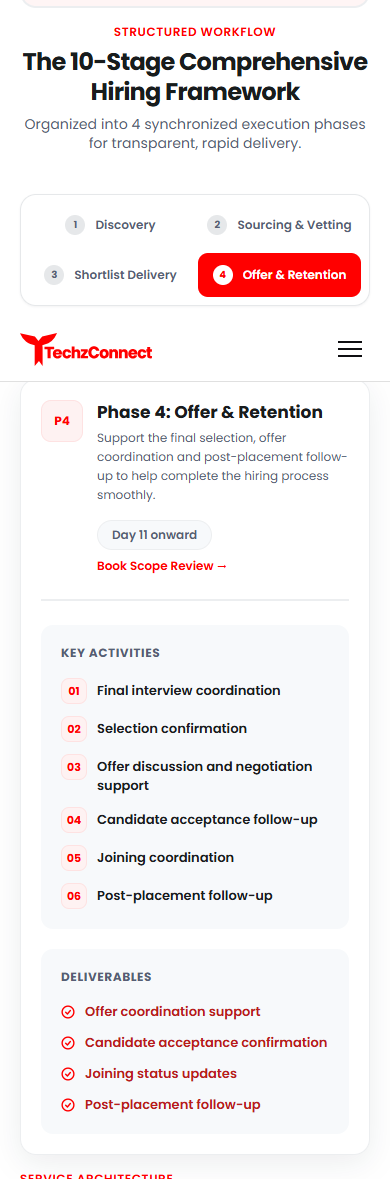 STRUCTURED WORKFLOW
The 10-Stage Comprehensive
Hiring Framework
Organized into 4 synchronized execution phases
for transparent, rapid delivery.
1 Discovery
2 Sourcing & Vetting
3 Shortlist Delivery
4 Offer & Retention
TechzConnect
P4
Phase 4: Offer & Retention
Support the final selection, offer
coordination and post-placement follow-
up to help complete the hiring process
smoothly.
Day 11 onward
Book Scope Review →
KEY ACTIVITIES
01 Final interview coordination
02 Selection confirmation
03 Offer discussion and negotiation
support
04 Candidate acceptance follow-up
05 Joining coordination
06 Post-placement follow-up
DELIVERABLES
Offer coordination support
Candidate acceptance confirmation
Joining status updates
Post-placement follow-up
SERVICE ARCHITECTURE